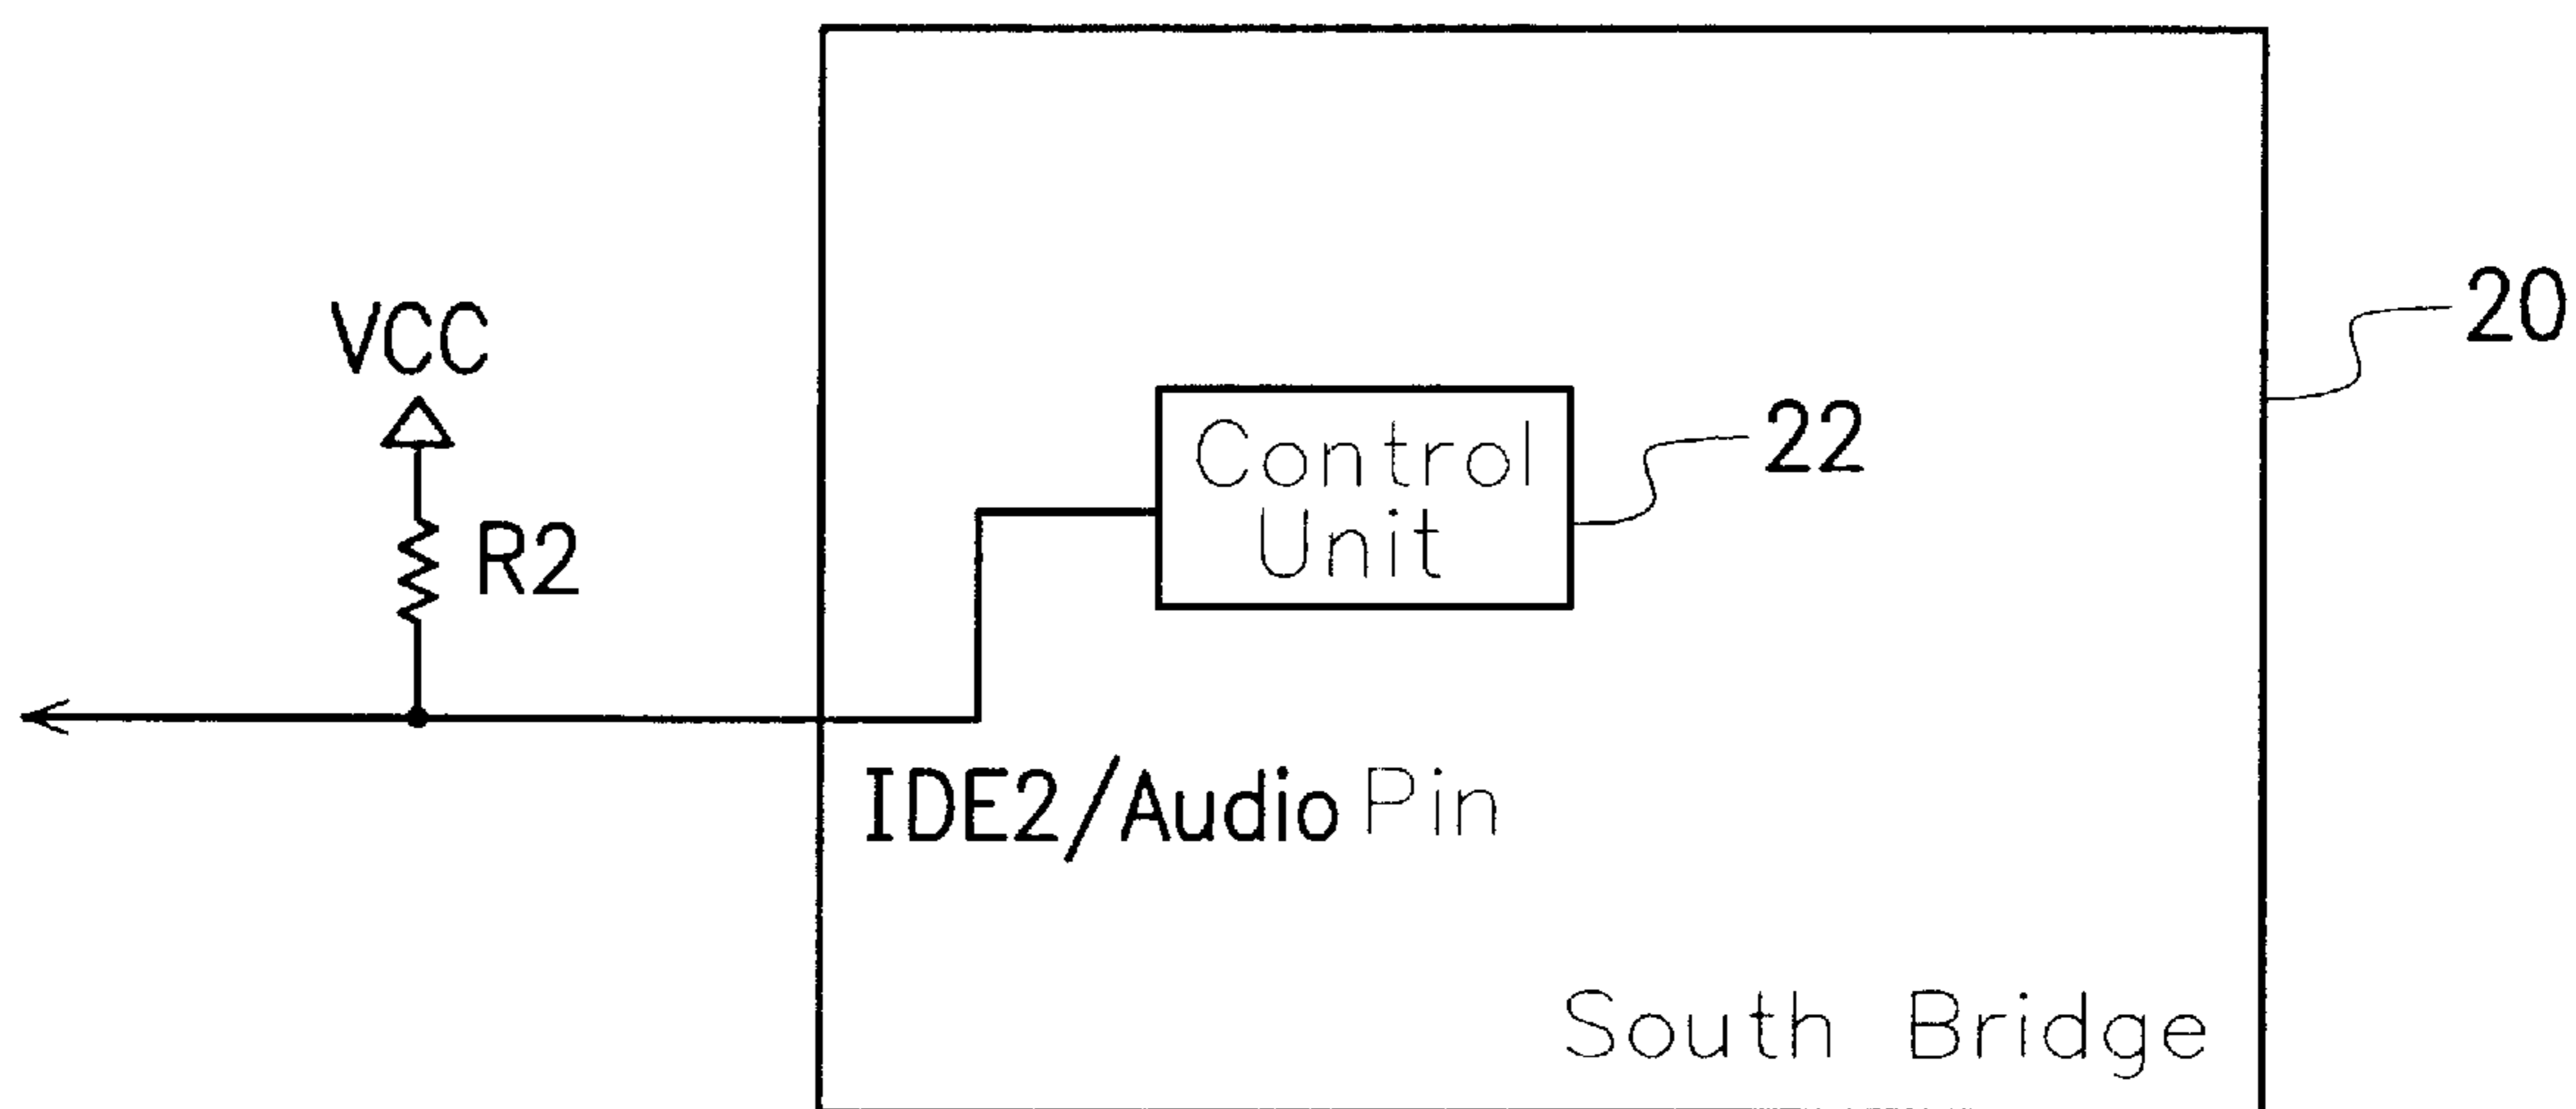 20
VCC
22
Control
Unit
R2
IDE2/Audio Pin
South Bridge